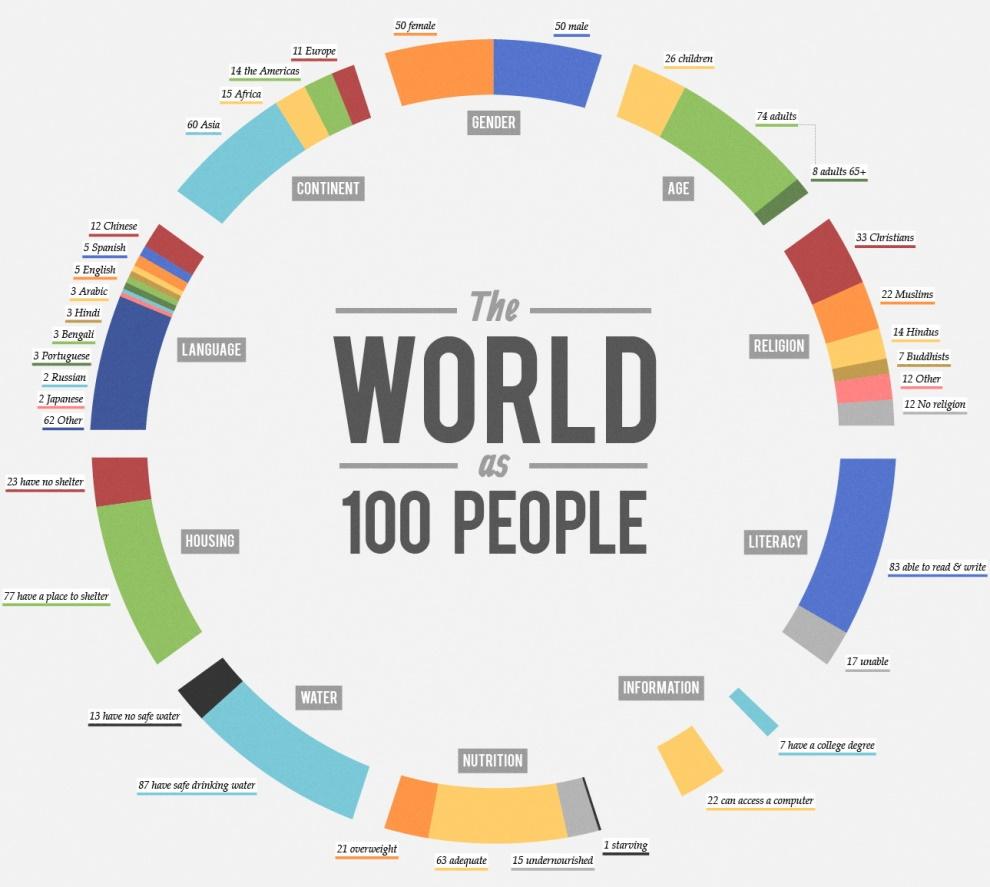 The
WORLD
as
100 PEOPLE
GENDER
50 female
50 male
AGE
26 children
74 adults
8 adults 65+
RELIGION
33 Christians
22 Muslims
14 Hindus
7 Buddhists
12 Other
12 No religion
LITERACY
83 able to read & write
17 unable
INFORMATION
7 have a college degree
22 can access a computer
NUTRITION
21 overweight
63 adequate
15 undernourished
1 starving
WATER
13 have no safe water
87 have safe drinking water
HOUSING
23 have no shelter
77 have a place to shelter
LANGUAGE
12 Chinese
5 Spanish
5 English
3 Arabic
3 Hindi
3 Bengali
3 Portuguese
2 Russian
2 Japanese
62 Other
CONTINENT
60 Asia
15 Africa
14 the Americas
11 Europe